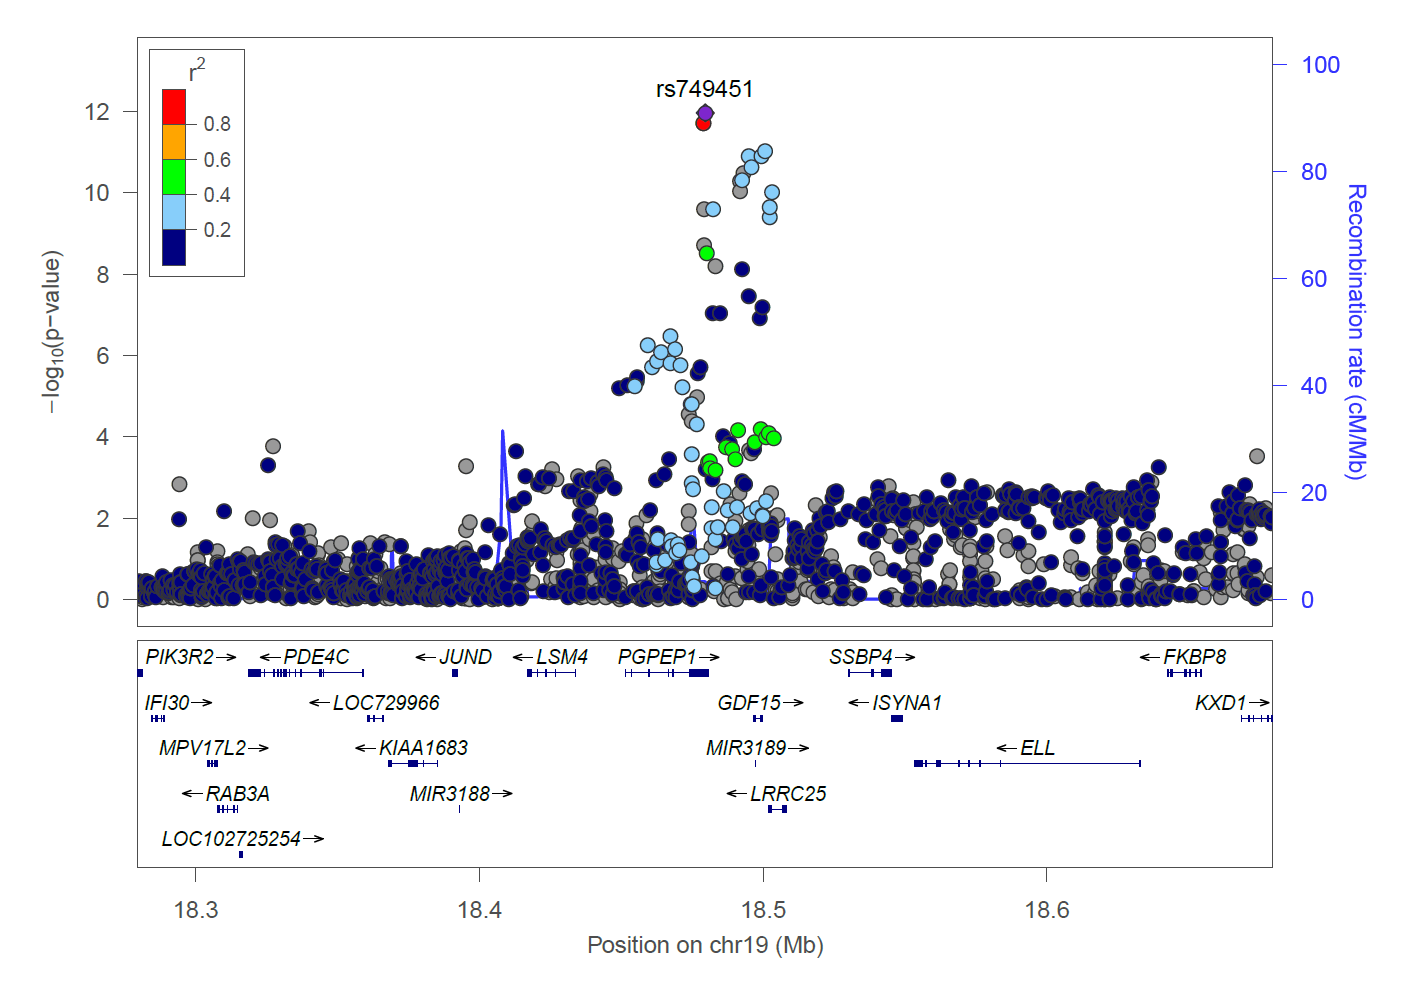 rs749451
r2
0.8
0.6
0.4
0.2
12
10
8
6
4
2
0
−log10(p−value)
100
80
60
40
20
0
Recombination rate (cM/Mb)
PIK3R2 → ← PDE4C ← JUND ← LSM4 PGPEP1 → SSBP4 → ← FKBP8
IFI30 → ← LOC729966 GDF15 → ← ISYNA1 KXD1 →
MPV17L2 → ← KIAA1683 MIR3189 → ← ELL
← RAB3A MIR3188 → ← LRRC25
LOC102725254 →
18.3 18.4 18.5 18.6
Position on chr19 (Mb)